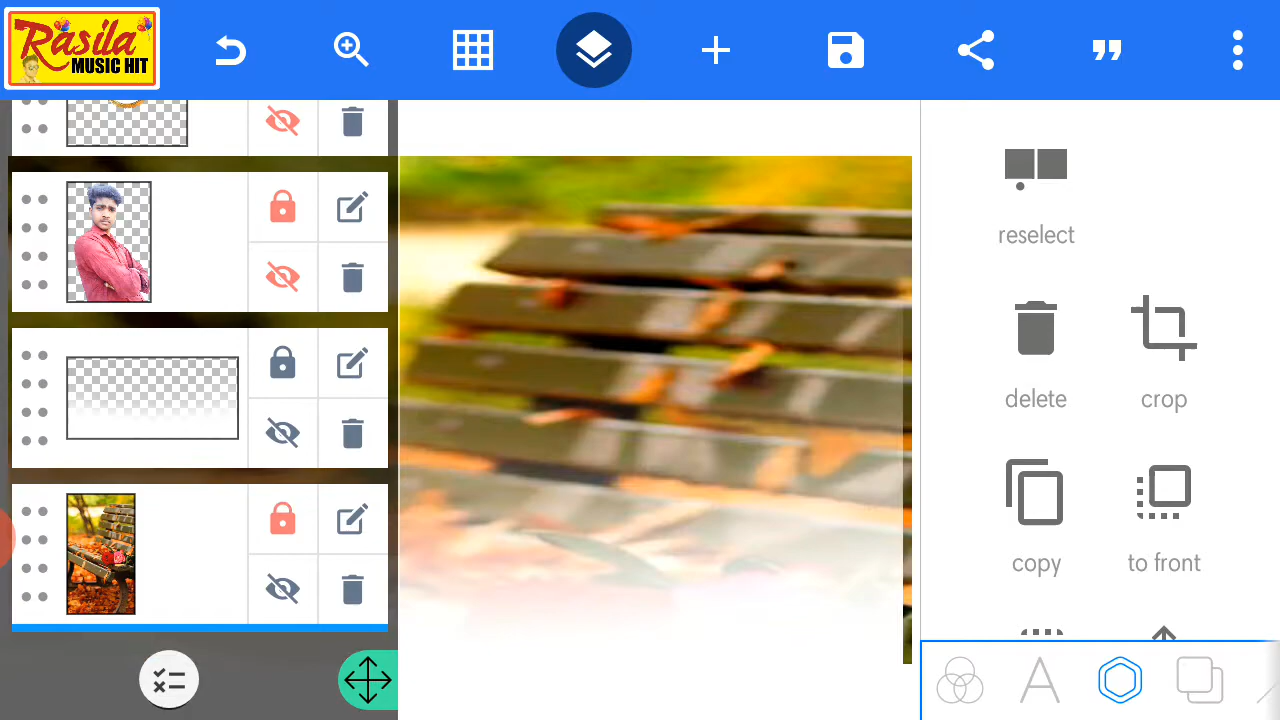 Rasila
MUSIC HIT
reselect
delete
crop
copy
to front